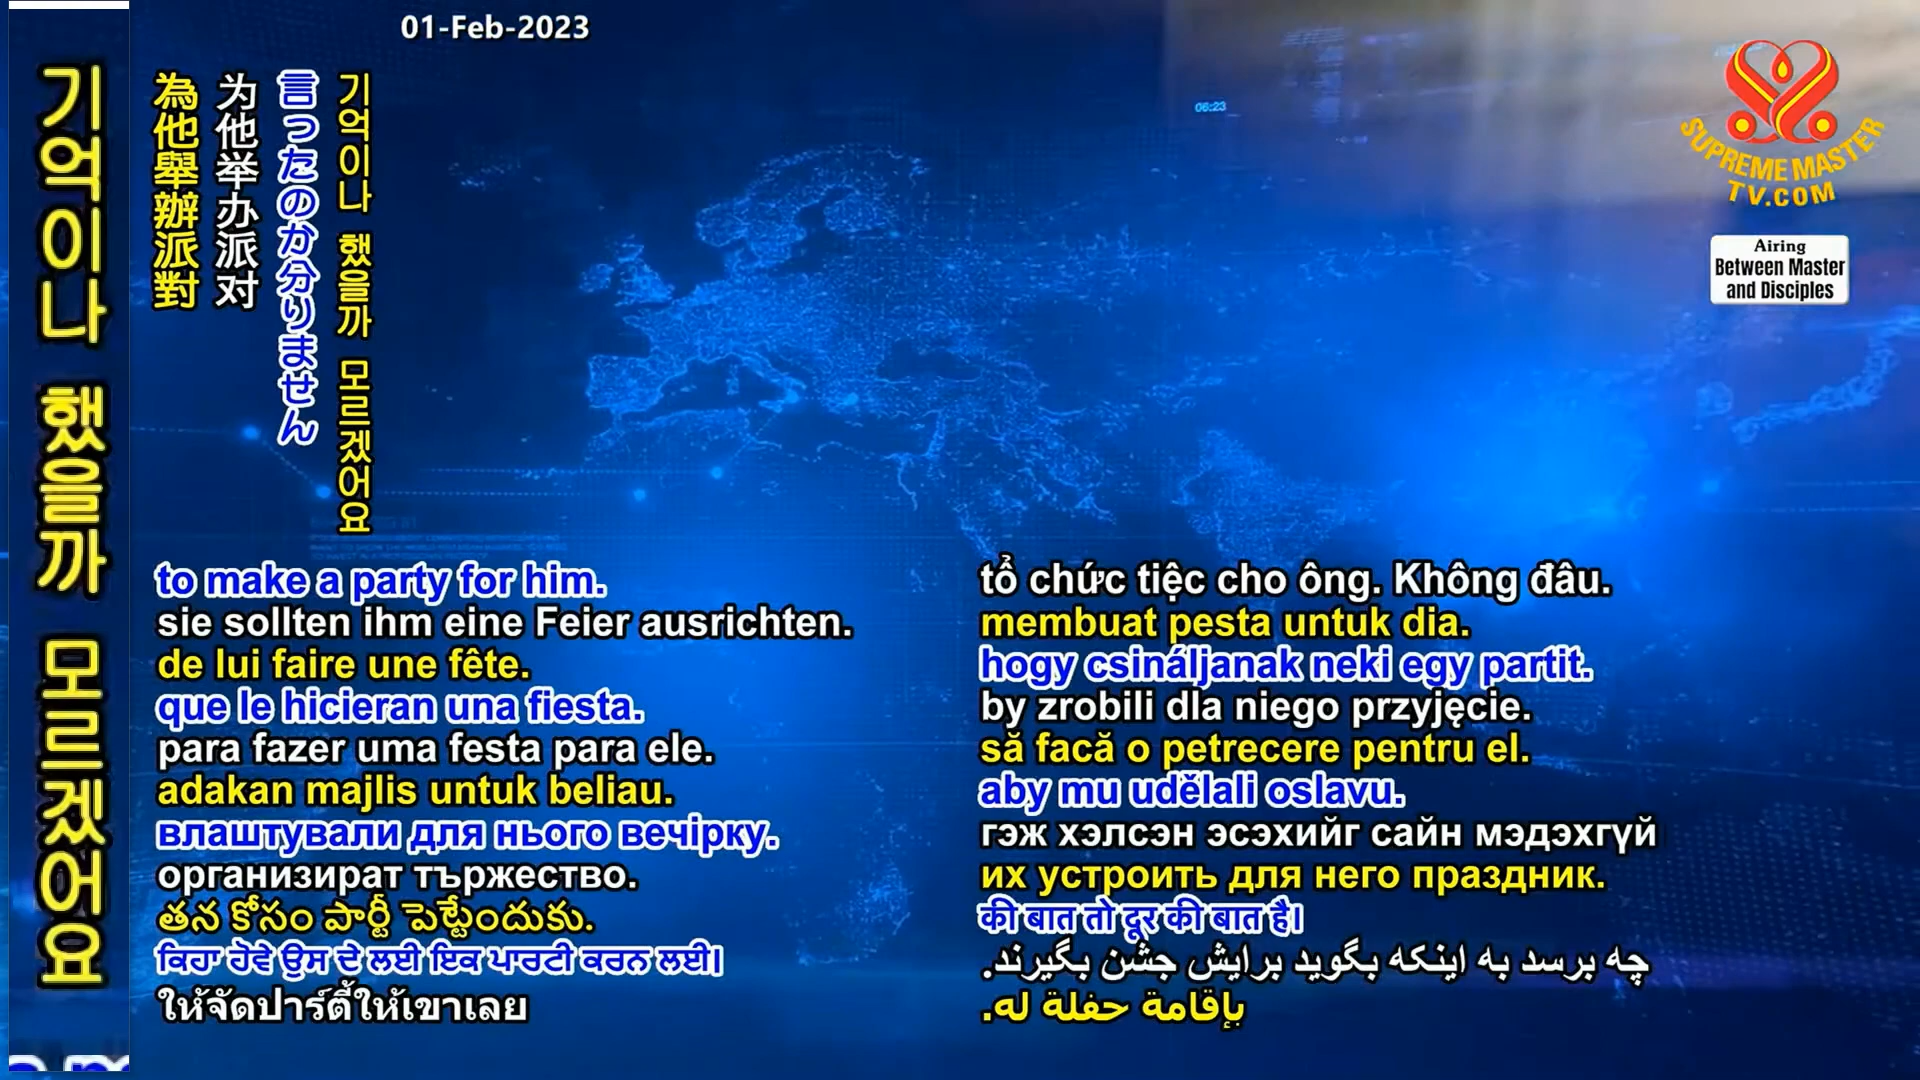 01-Feb-2023
기억이나 했을까 모르겠어요
為他舉辦派對
为他举办派对
言ったのか分りません
기억이나 했을까 모르겠어요
06:23
SUPREME MASTER
TV.COM
Airing
Between Master
and Disciples
to make a party for him.
sie sollten ihm eine Feier ausrichten.
de lui faire une fête.
que le hicieran una fiesta.
para fazer uma festa para ele.
adakan majlis untuk beliau.
влаштували для нього вечірку.
организират тържество.
తన కోసం పార్టీ పెట్టేందుకు.
ਕਿਹਾ ਹੋਵੇ ਉਸ ਦੇ ਲਈ ਇਕ ਪਾਰਟੀ ਕਰਨ ਲਈ।
ให้จัดปาร์ตี้ให้เขาเลย
tổ chức tiệc cho ông. Không đâu.
membuat pesta untuk dia.
hogy csináljanak neki egy partit.
by zrobili dla niego przyjęcie.
să facă o petrecere pentru el.
aby mu udělali oslavu.
гэж хэлсэн эсэхийг сайн мэдэхгүй
их устроить для него праздник.
की बात तो दूर की बात है।
چه برسد به اینکه بگوید برایش جشن بگیرند.
بإقامة حفلة له.